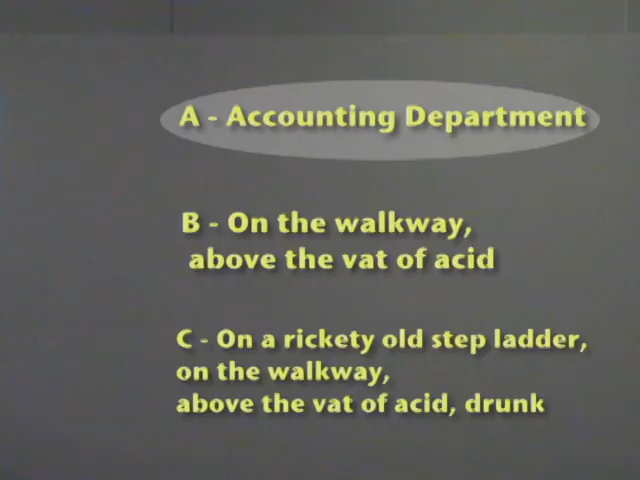 A - Accounting Department
B - On the walkway,
above the vat of acid
C - On a rickety old step ladder,
on the walkway,
above the vat of acid, drunk